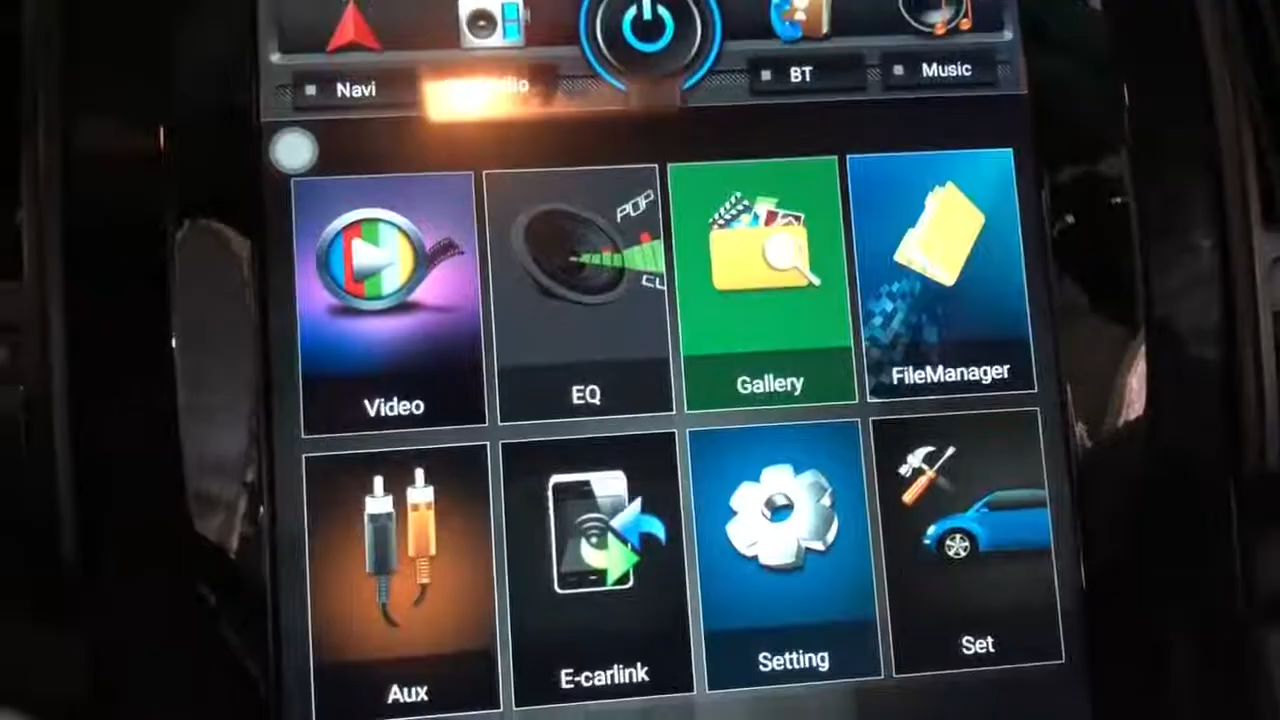 Navi
BT
Music
POP
Video
EQ
Gallery
FileManager
Aux
E-carlink
Setting
Set